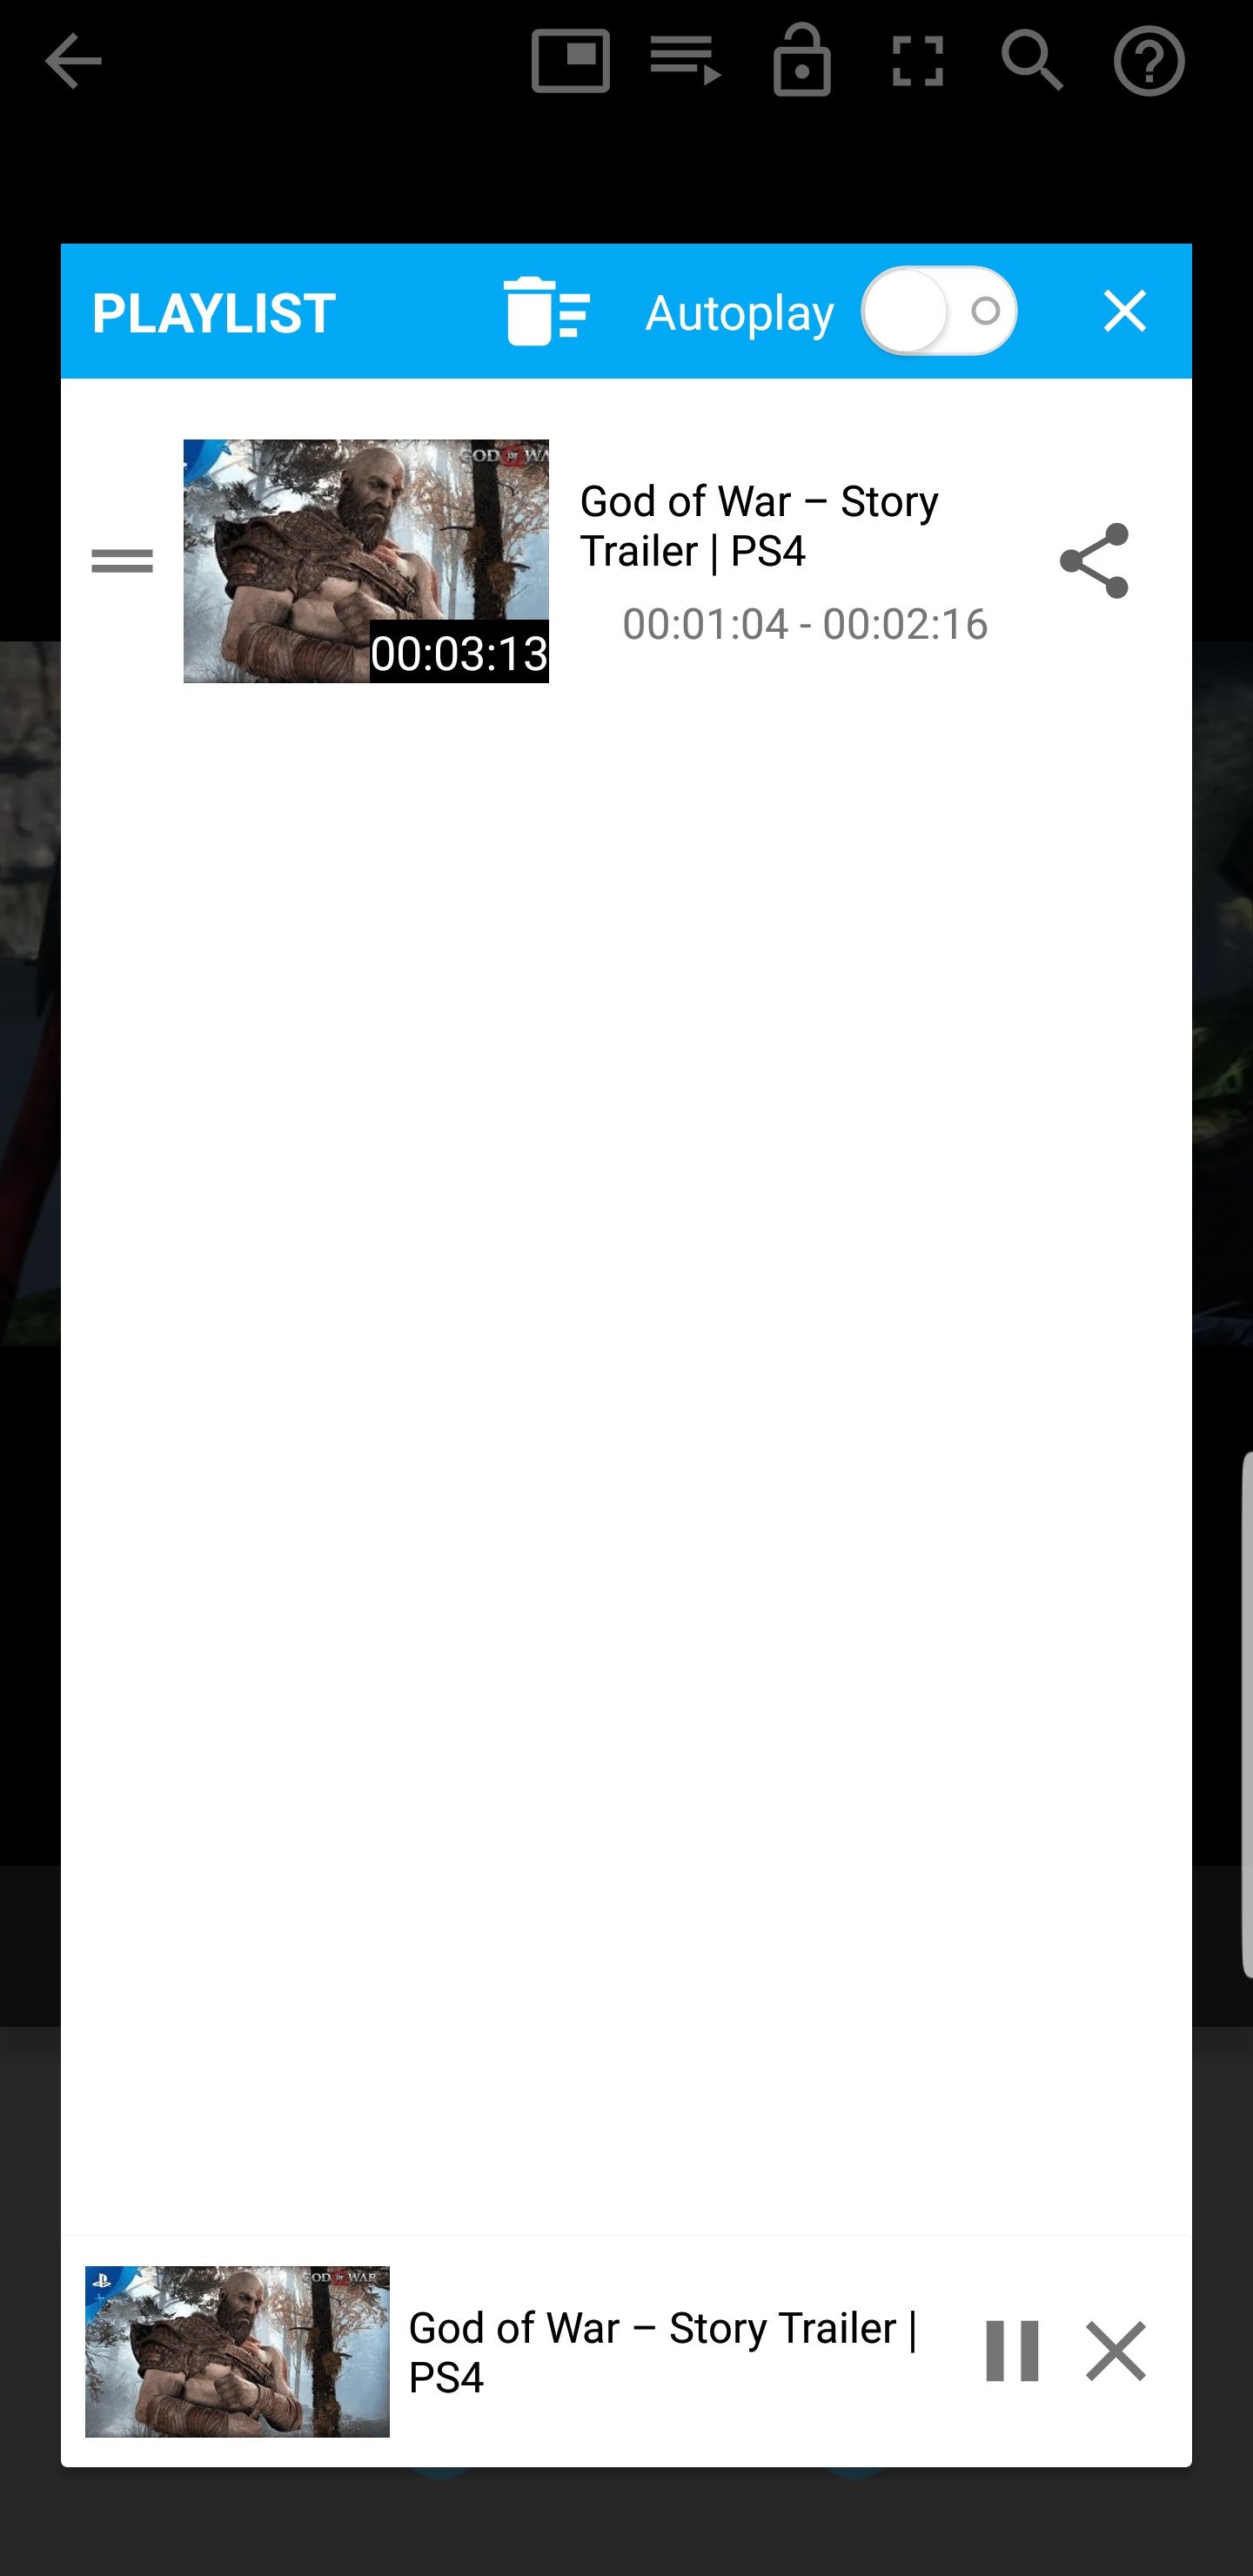 PLAYLIST
Autoplay
GOD OF WA
00:03:13
God of War – Story
Trailer | PS4
00:01:04 - 00:02:16
GOD OF WAR
God of War – Story Trailer |
PS4